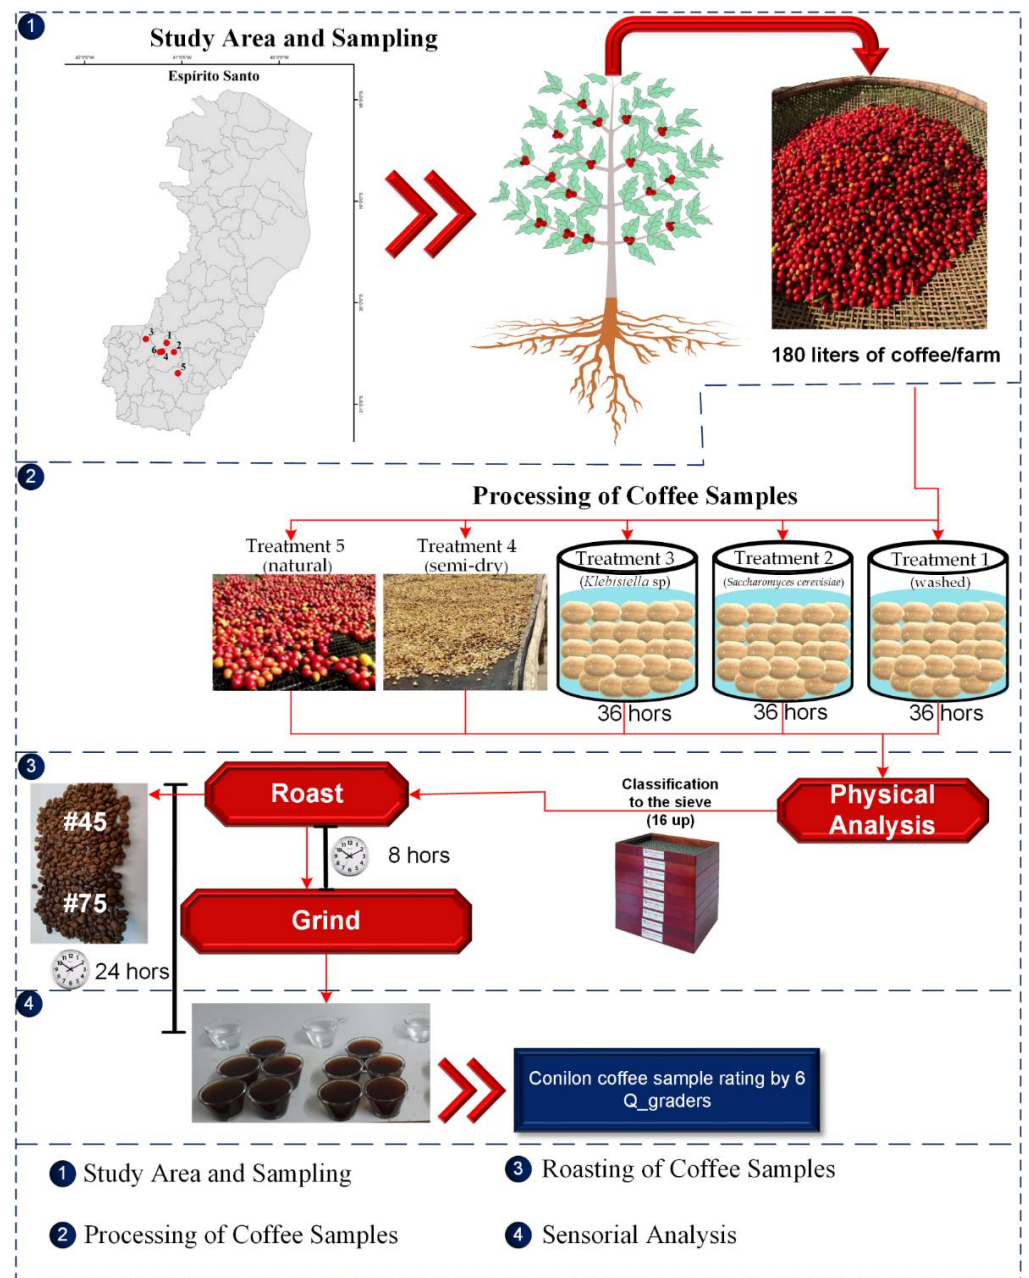 1
Study Area and Sampling
Espírito Santo
3
1
2
6
4
5
180 liters of coffee/farm
2
Processing of Coffee Samples
Treatment 5
(natural)
Treatment 4
(semi-dry)
Treatment 3
(Klebisiella sp)
Treatment 2
(Saccharomyces cerevisiae)
Treatment 1
(washed)
36 hors
36 hors
36 hors
3
Roast
Classification
to the sieve
(16 up)
Physical
Analysis
#45
#75
8 hors
Grind
24 hors
4
Conilon coffee sample rating by 6
Q_graders
1 Study Area and Sampling
3 Roasting of Coffee Samples
2 Processing of Coffee Samples
4 Sensorial Analysis